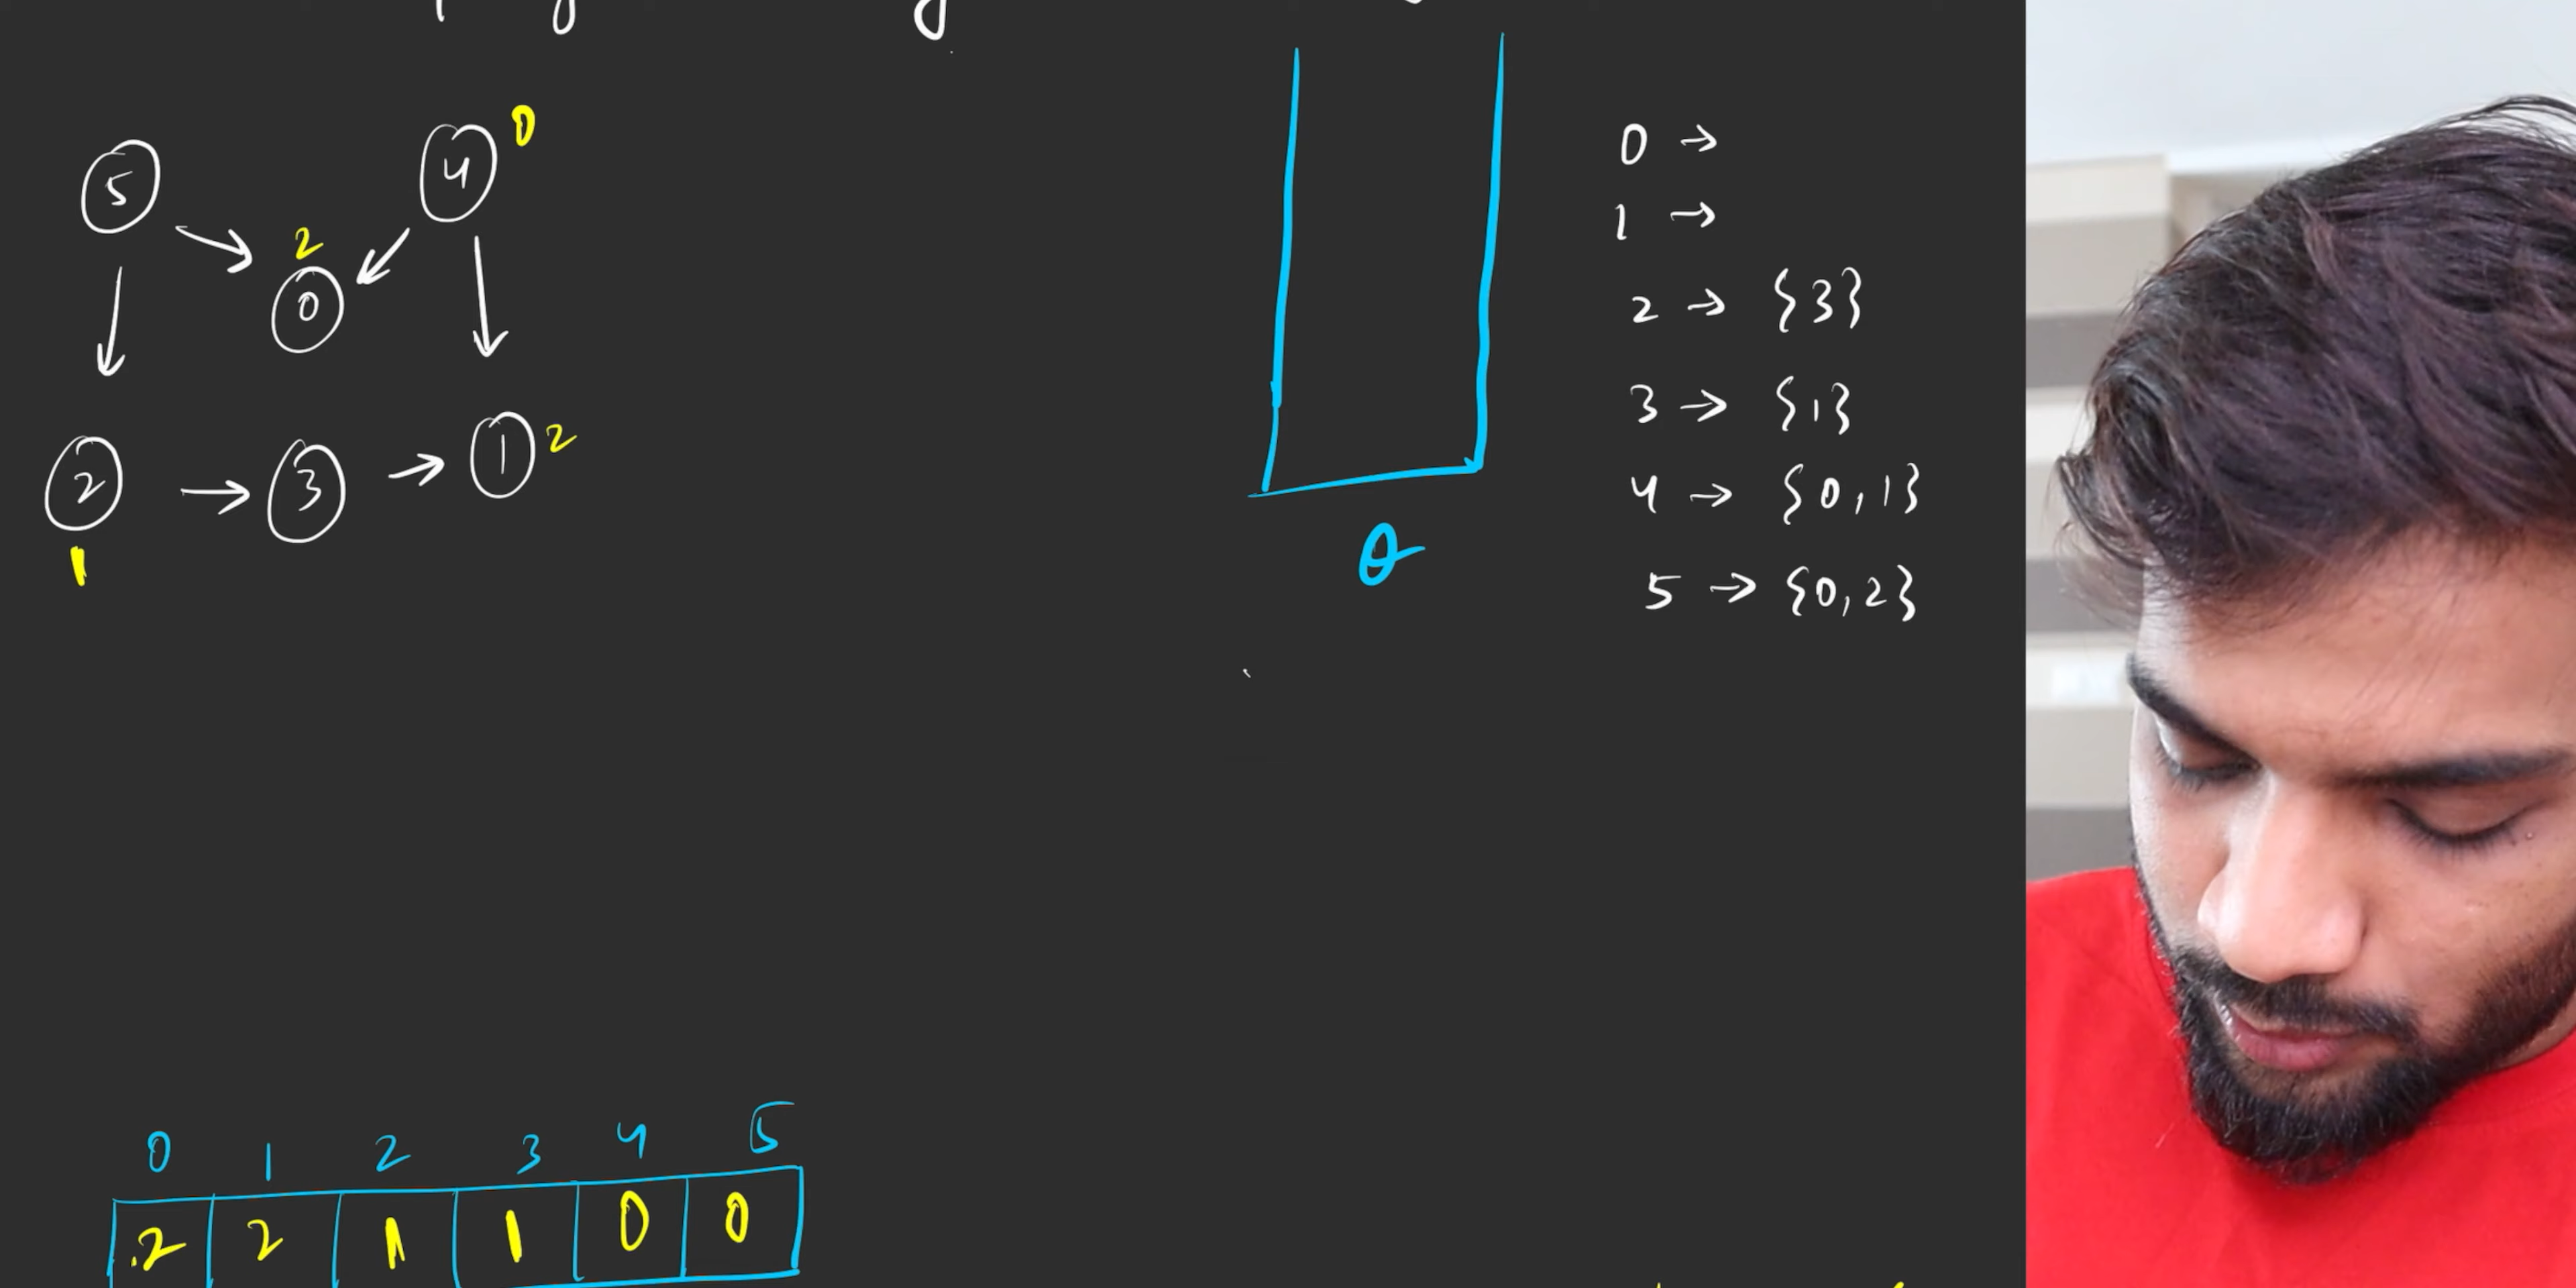 5
4
0
2
0
2
3
1
2
1
Q
0 →
1 →
2 → {3}
3 → {1}
4 → {0, 1}
5 → {0, 2}
0 1 2 3 4 5
2 2 1 1 0 0